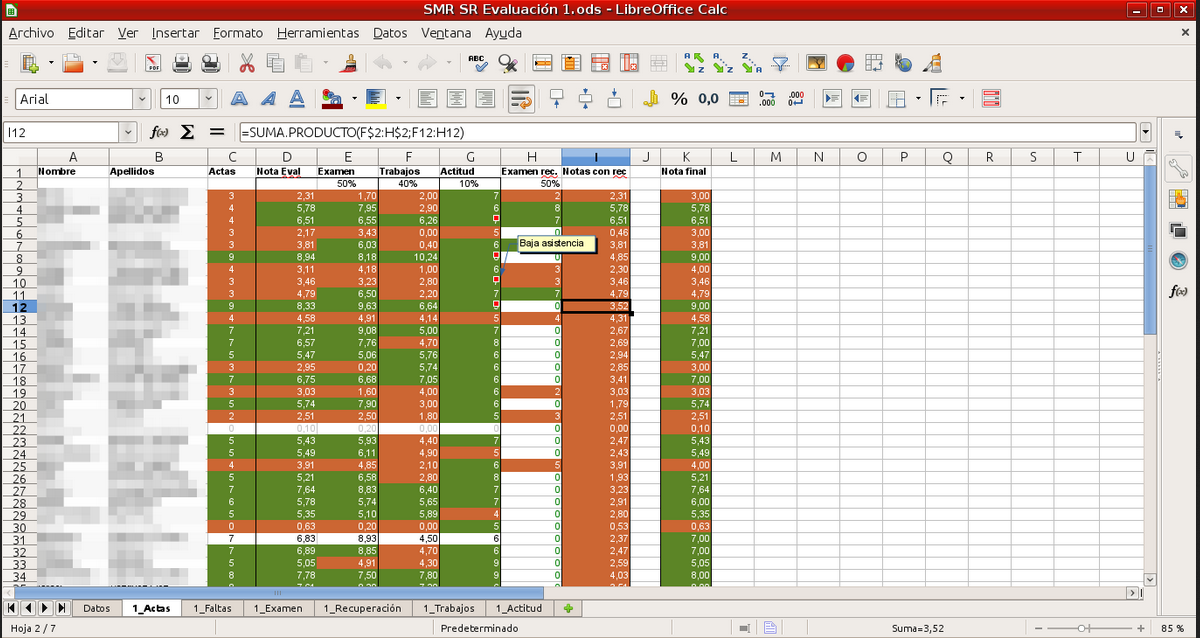 SMR SR Evaluación 1.ods - LibreOffice Calc
Archivo Editar Ver Insertar Formato Herramientas Datos Ventana Ayuda
Arial 10 % 0,0
I12 f(x) Σ = =SUMA.PRODUCTO(F$2:H$2;F12:H12)
A B C D E F G H I J K L M N O P Q R S T U
1 Nombre Apellidos Actas Nota Eval Examen Trabajos Actitud Examen rec. Notas con rec Nota final
2 50% 40% 10% 50%
3 3 2,31 1,70 2,00 7 2 2,31 3,00
4 4 5,78 7,95 2,90 6 8 5,78 5,78
5 4 6,51 6,55 6,26 7 6,51 6,51
6 3 2,17 3,43 0,00 5 0 0,46 3,00
7 3 3,81 6,03 0,40 6 Baja asistencia 3,81 3,81
8 9 8,94 8,18 10,24 0 4,85 9,00
9 4 3,11 4,18 1,00 6 3 2,30 4,00
10 3 3,46 3,23 2,80 3 3,46 3,46
11 3 4,79 6,50 2,20 7 7 4,79 4,79
12 9 8,33 9,63 6,64 0 3,52 9,00
13 4 4,58 4,91 4,14 5 4 4,31 4,58
14 7 7,21 9,08 5,00 7 0 2,67 7,21
15 7 6,57 7,76 4,70 8 0 2,69 7,00
16 5 5,47 5,06 5,76 6 0 2,94 5,47
17 3 2,95 0,20 5,74 6 0 2,85 3,00
18 7 6,75 6,68 7,05 6 0 3,41 7,00
19 3 3,03 1,60 4,00 6 2 3,03 3,03
20 5 5,74 7,90 3,00 6 0 1,79 5,74
21 2 2,51 2,50 1,80 5 3 2,51 2,51
22 0 0,10 0,20 0,00 0 0 0,00 0,10
23 5 5,43 5,93 4,40 7 0 2,47 5,43
24 5 5,49 6,11 4,90 5 0 2,43 5,49
25 4 3,91 4,85 2,10 6 5 3,91 4,00
26 5 5,21 6,58 2,80 8 0 1,93 5,21
27 7 7,64 8,83 6,40 7 0 3,23 7,64
28 6 5,78 5,74 5,65 7 0 2,91 6,00
29 5 5,35 5,10 5,89 4 0 2,80 5,35
30 0 0,63 0,20 0,00 5 0 0,53 0,63
31 7 6,83 8,93 4,50 6 0 2,37 7,00
32 7 6,89 8,85 4,70 6 0 2,47 7,00
33 5 5,05 4,91 4,30 9 0 2,59 5,05
34 8 7,78 7,50 7,80 9 0 4,03 8,00
Datos 1_Actas 1_Faltas 1_Examen 1_Recuperación 1_Trabajos 1_Actitud
Hoja 2 / 7 Predeterminado Suma=3,52 85 %